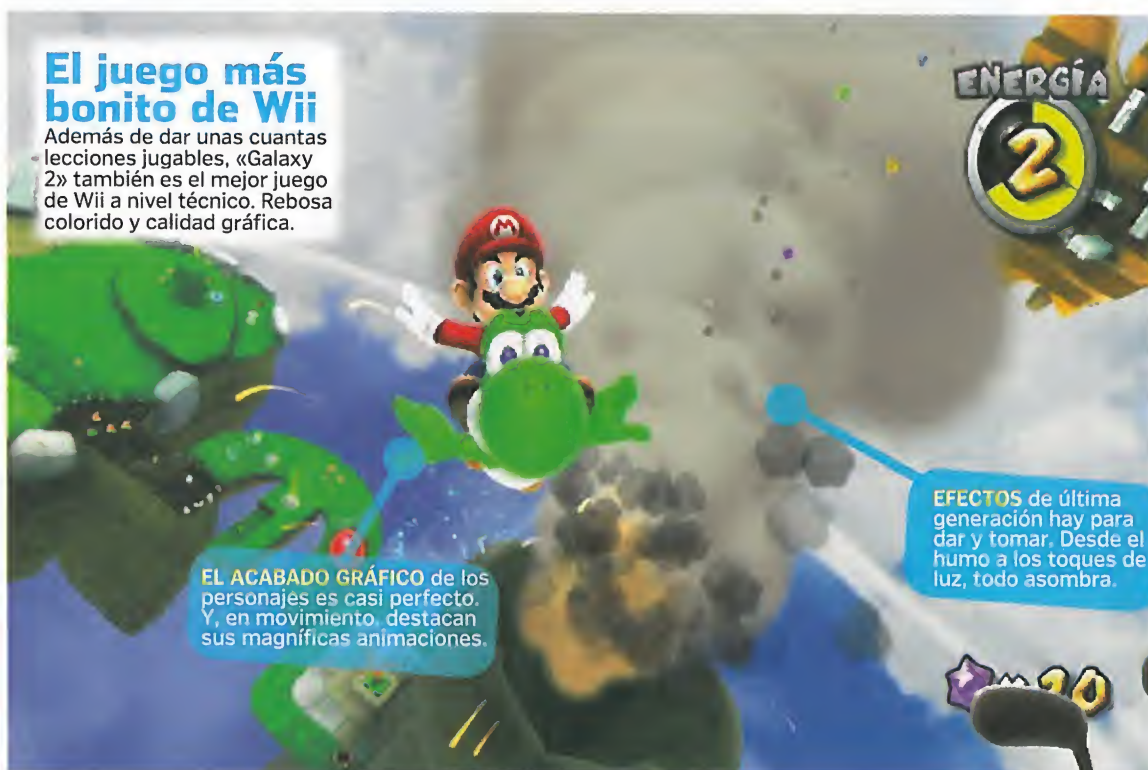 El juego más
bonito de Wii
Además de dar unas cuantas
lecciones jugables, «Galaxy
2» también es el mejor juego
de Wii a nivel técnico. Rebosa
colorido y calidad gráfica.
ENERGÍA
2
M
EFECTOS de última
generación hay para
dar y tomar. Desde el
humo a los toques de
luz, todo asombra.
EL ACABADO GRÁFICO de los
personajes es casi perfecto.
Y, en movimiento, destacan
sus magníficas animaciones.
20